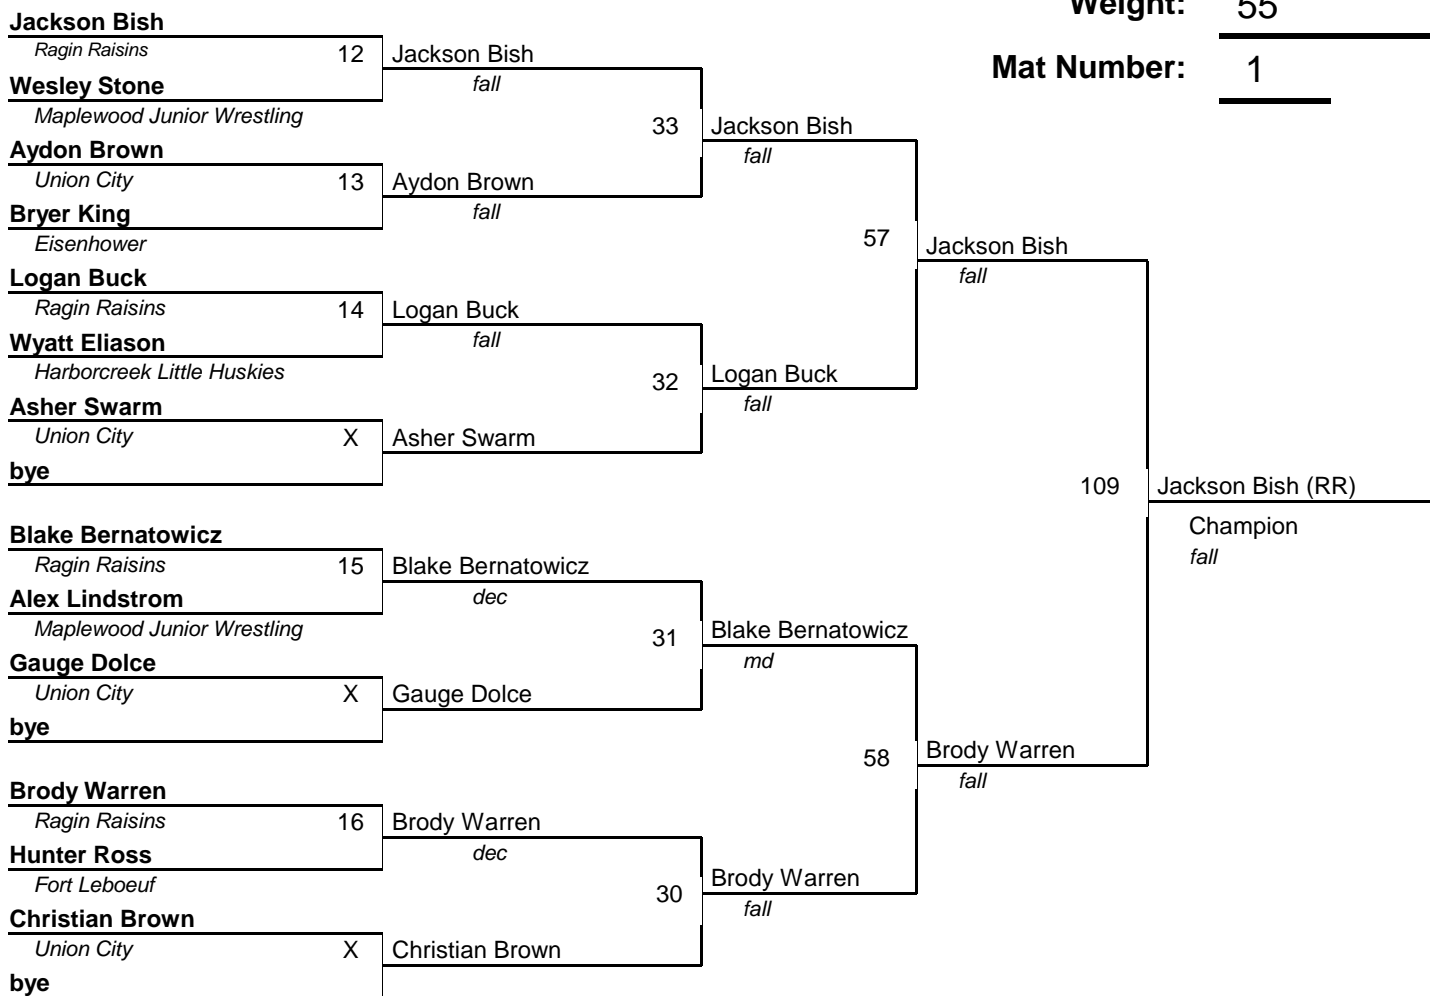 Weight: 55
Mat Number: 1
Jackson Bish
Ragin Raisins
12
Wesley Stone
Maplewood Junior Wrestling
Aydon Brown
Union City
13
Bryer King
Eisenhower
Logan Buck
Ragin Raisins
14
Wyatt Eliason
Harborcreek Little Huskies
Asher Swarm
Union City
X
bye
Blake Bernatowicz
Ragin Raisins
15
Alex Lindstrom
Maplewood Junior Wrestling
Gauge Dolce
Union City
X
bye
Brody Warren
Ragin Raisins
16
Hunter Ross
Fort Leboeuf
Christian Brown
Union City
X
bye
Jackson Bish
fall
33
Aydon Brown
fall
Logan Buck
fall
32
Asher Swarm
Blake Bernatowicz
dec
31
Gauge Dolce
Brody Warren
dec
30
Christian Brown
Jackson Bish
fall
57
Logan Buck
fall
Blake Bernatowicz
md
58
Brody Warren
fall
Jackson Bish
fall
109
Brody Warren
fall
Jackson Bish (RR)
Champion
fall